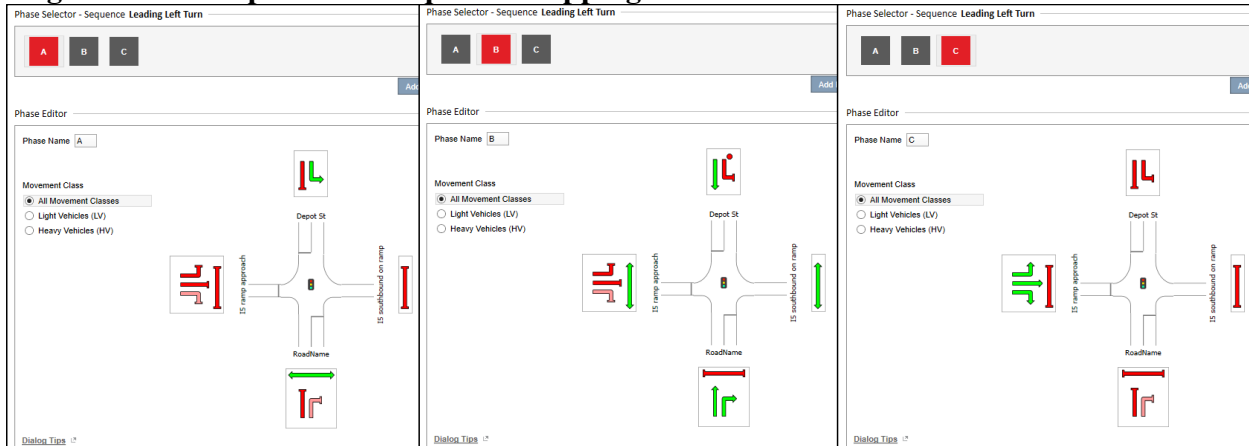 Phase Selector - Sequence Leading Left Turn
A B C
Add
Phase Editor
Phase Name A
Movement Class
All Movement Classes
Light Vehicles (LV)
Heavy Vehicles (HV)
Depot St
I5 ramp approach
I5 southbound on ramp
RoadName
Dialog Tips
Phase Selector - Sequence Leading Left Turn
A B C
Add
Phase Editor
Phase Name B
Movement Class
All Movement Classes
Light Vehicles (LV)
Heavy Vehicles (HV)
Depot St
I5 ramp approach
I5 southbound on ramp
RoadName
Dialog Tips
Phase Selector - Sequence Leading Left Turn
A B C
Phase Editor
Phase Name C
Movement Class
All Movement Classes
Light Vehicles (LV)
Heavy Vehicles (HV)
Depot St
I5 ramp approach
I5 southbound on ramp
RoadName
Dialog Tips